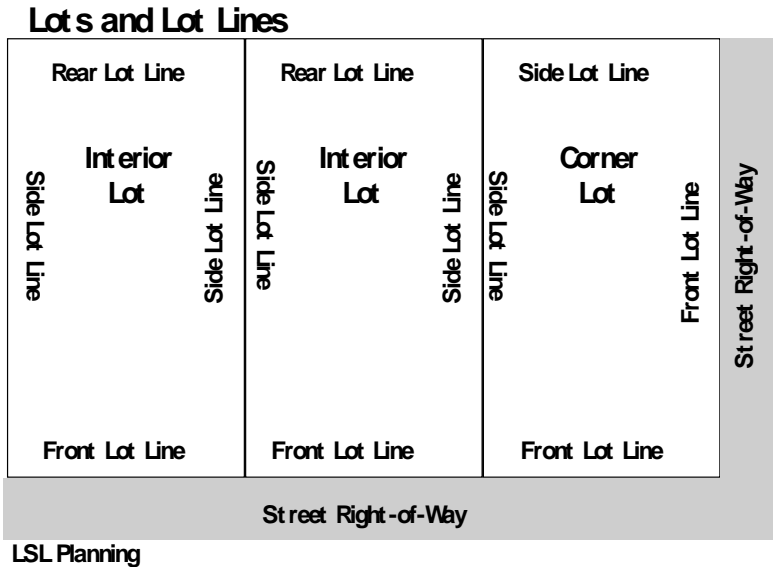 Lots and Lot Lines
Rear Lot Line
Rear Lot Line
Side Lot Line
Interior
Lot
Interior
Lot
Corner
Lot
Side Lot Line
Side Lot Line
Side Lot Line
Side Lot Line
Side Lot Line
Front Lot Line
Street Right-of-Way
Front Lot Line
Front Lot Line
Front Lot Line
Street Right-of-Way
LSL Planning